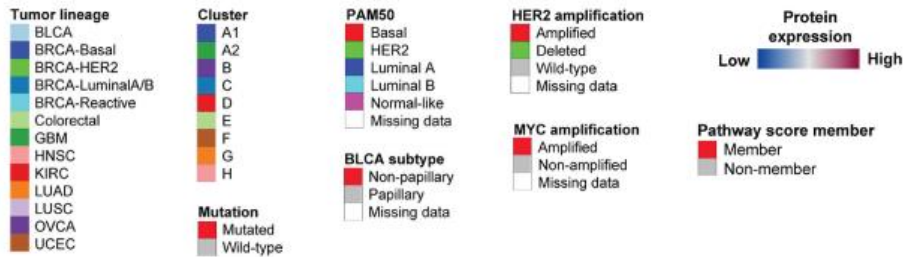 Tumor lineage
BLCA
BRCA-Basal
BRCA-HER2
BRCA-LuminalA/B
BRCA-Reactive
Colorectal
GBM
HNSC
KIRC
LUAD
LUSC
OVCA
UCEC
Cluster
A1
A2
B
C
D
E
F
G
H
Mutation
Mutated
Wild-type
PAM50
Basal
HER2
Luminal A
Luminal B
Normal-like
Missing data
BLCA subtype
Non-papillary
Papillary
Missing data
HER2 amplification
Amplified
Deleted
Wild-type
Missing data
MYC amplification
Amplified
Non-amplified
Missing data
Protein
expression
Low High
Pathway score member
Member
Non-member